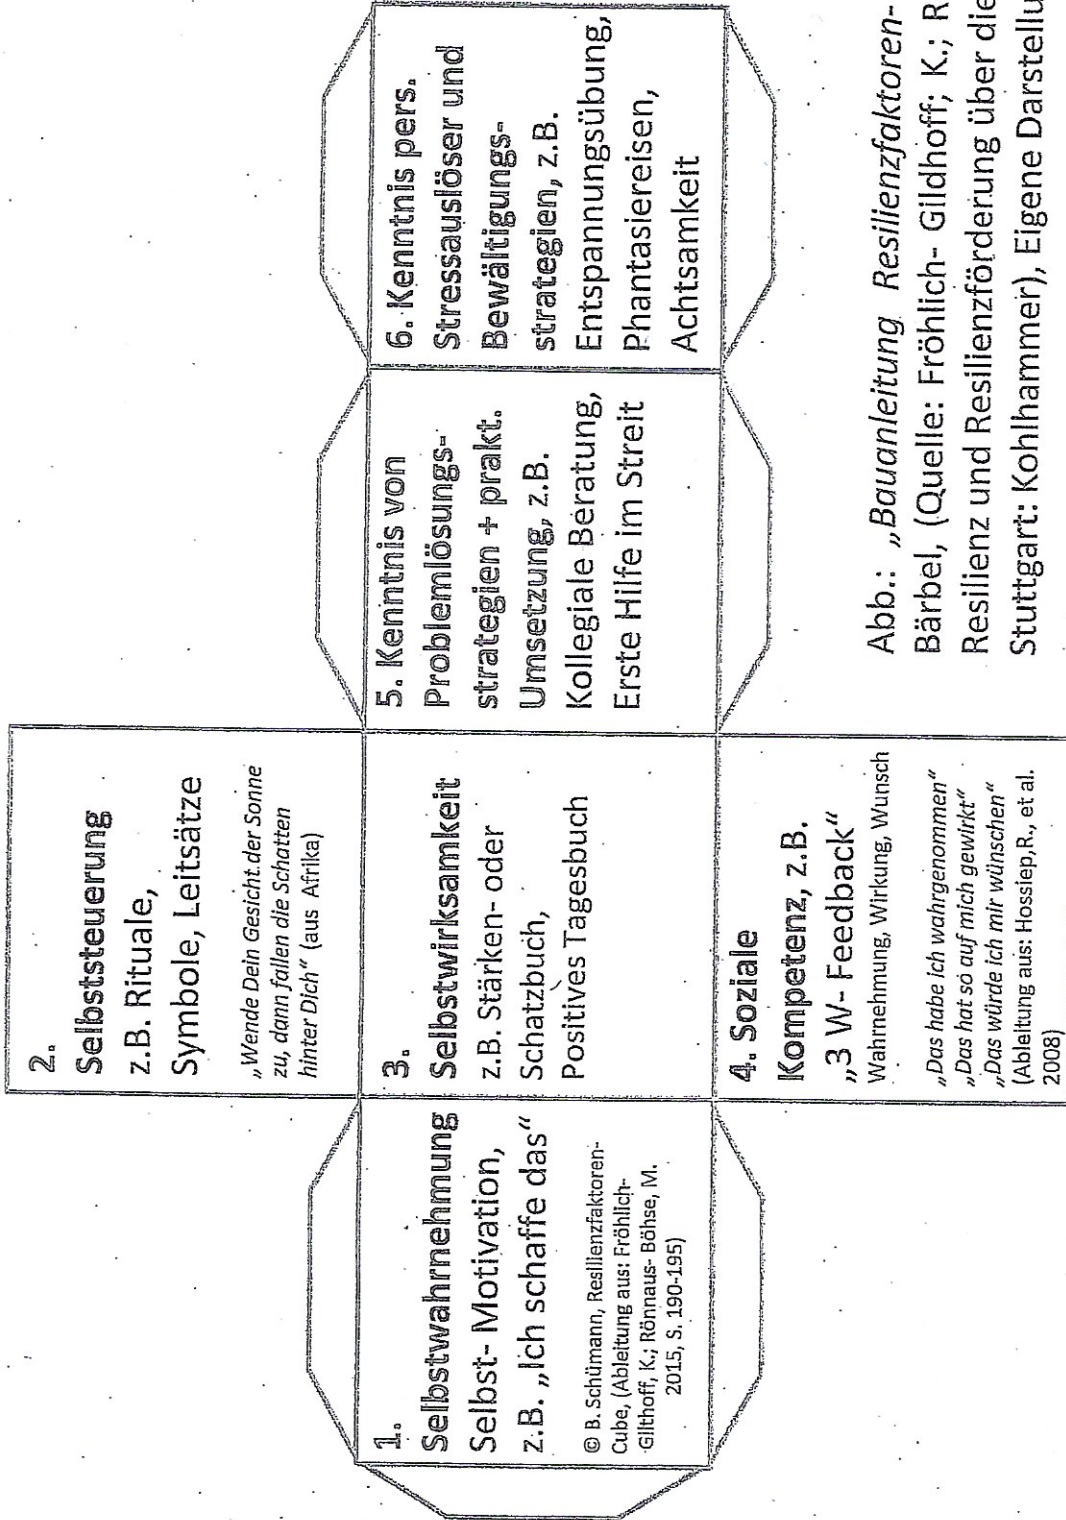 1.
Selbstwahrnehmung
Selbst- Motivation,
z.B. „Ich schaffe das“
© B. Schümann, Resilienzfaktoren-
Cube, (Ableitung aus: Fröhlich-
Gilthoff, K.; Rönnaus- Böhse, M.
2015, S. 190-195)
2.
Selbststeuerung
z.B. Rituale,
Symbole, Leitsätze
„Wende Dein Gesicht der Sonne
zu, dann fallen die Schatten
hinter Dich“ (aus Afrika)
3.
Selbstwirksamkeit
z.B. Stärken- oder
Schatzbuch,
Positives Tagesbuch
4. Soziale
Kompetenz, z.B.
„3 W- Feedback“
Wahrnehmung, Wirkung, Wunsch
„Das habe ich wahrgenommen“
„Das hat so auf mich gewirkt“
„Das würde ich mir wünschen“
(Ableitung aus: Hossiep,R., et al.
2008)
5. Kenntnis von
Problemlösungs-
strategien + prakt.
Umsetzung, z.B.
Kollegiale Beratung,
Erste Hilfe im Streit
6. Kenntnis pers.
Stressauslöser und
Bewältigungs-
strategien, z.B.
Entspannungsübung,
Phantasiereisen,
Achtsamkeit
Abb.: „Bauanleitung Resilienzfaktoren-
Bärbel, (Quelle: Fröhlich- Gildhoff; K.; R
Resilienz und Resilienzförderung über die
Stuttgart: Kohlhammer), Eigene Darstellu